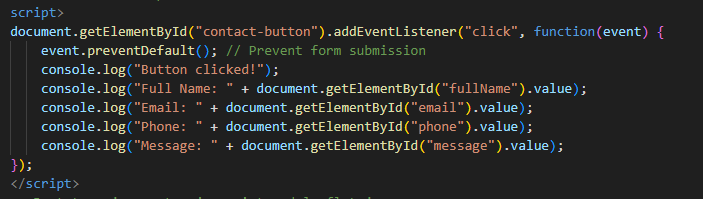 script>
document.getElementById("contact-button").addEventListener("click", function(event) {
event.preventDefault(); // Prevent form submission
console.log("Button clicked!");
console.log("Full Name: " + document.getElementById("fullName").value);
console.log("Email: " + document.getElementById("email").value);
console.log("Phone: " + document.getElementById("phone").value);
console.log("Message: " + document.getElementById("message").value);
});
</script>